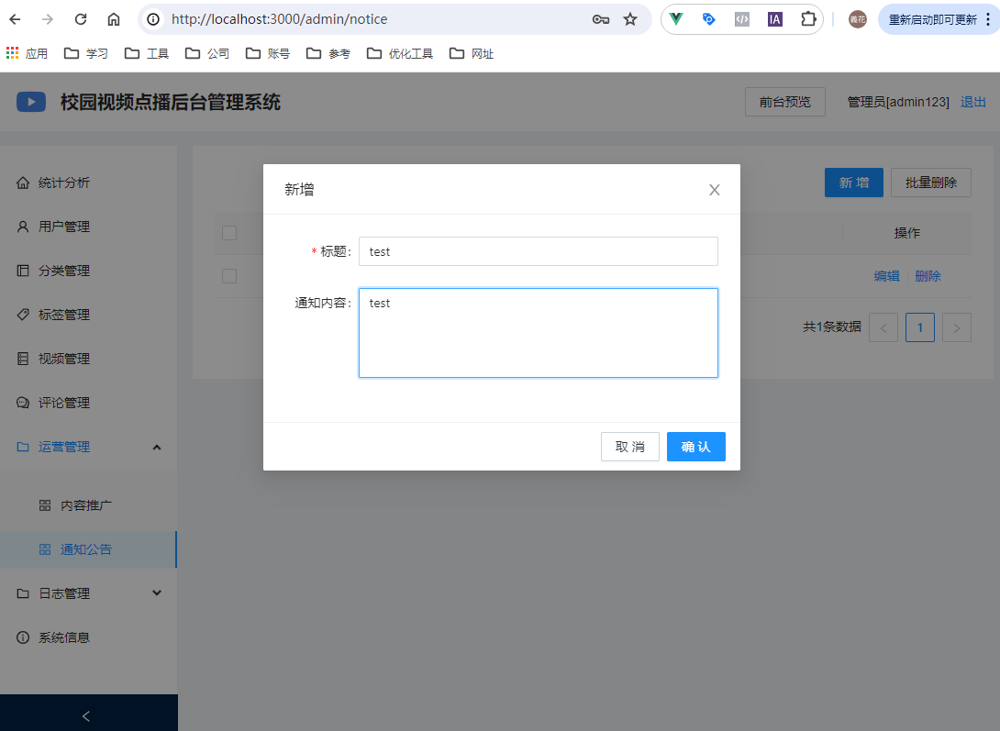 http://localhost:3000/admin/notice
IA
義花
重新启动即可更新
应用 学习 工具 公司 账号 参考 优化工具 网址
校园视频点播后台管理系统
前台预览 管理员[admin123] 退出
统计分析
用户管理
分类管理
标签管理
视频管理
评论管理
运营管理
内容推广
通知公告
日志管理
系统信息
新 增 批量删除
操作
编辑 删除
共1条数据 < 1 >
新增 X
* 标题: test
通知内容: test
取 消 确 认